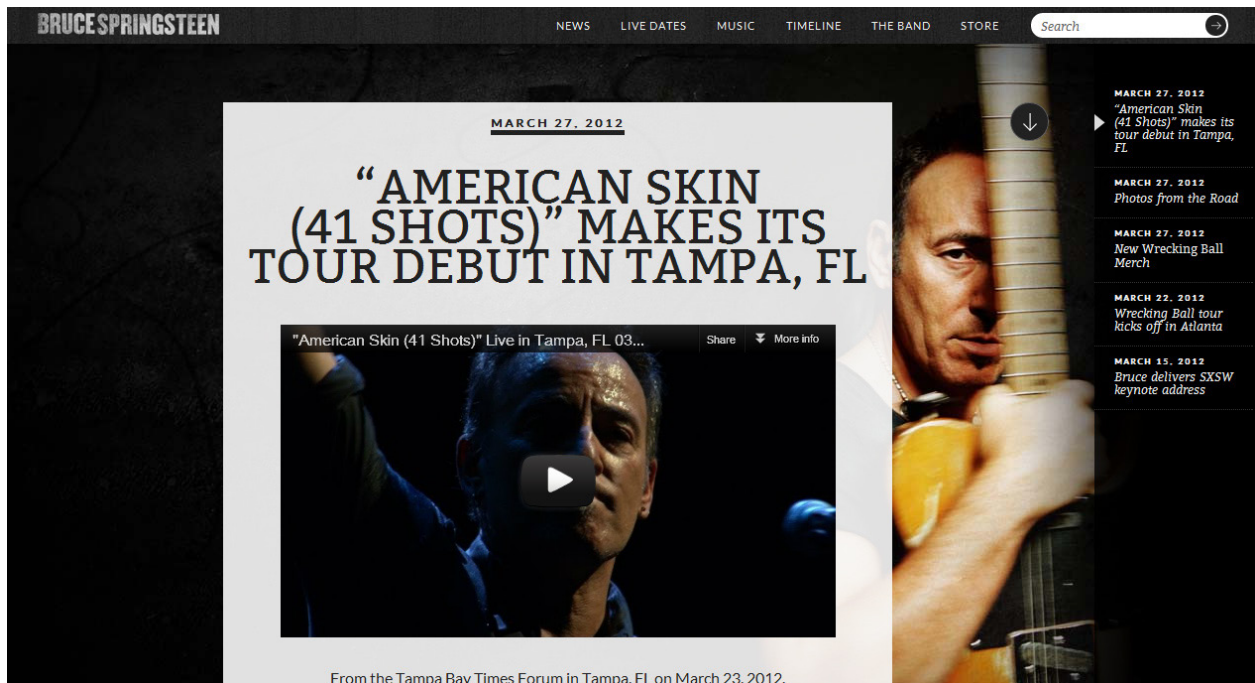 BRUCE SPRINGSTEEN
NEWS LIVE DATES MUSIC TIMELINE THE BAND STORE Search
MARCH 27, 2012
“AMERICAN SKIN
(41 SHOTS)” MAKES ITS
TOUR DEBUT IN TAMPA, FL
"American Skin (41 Shots)" Live in Tampa, FL 03... Share More info
From the Tampa Bay Times Forum in Tampa, FL on March 23, 2012.
MARCH 27, 2012
“American Skin
(41 Shots)” makes its
tour debut in Tampa,
FL
MARCH 27, 2012
Photos from the Road
MARCH 27, 2012
New Wrecking Ball
Merch
MARCH 22, 2012
Wrecking Ball tour
kicks off in Atlanta
MARCH 15, 2012
Bruce delivers SXSW
keynote address